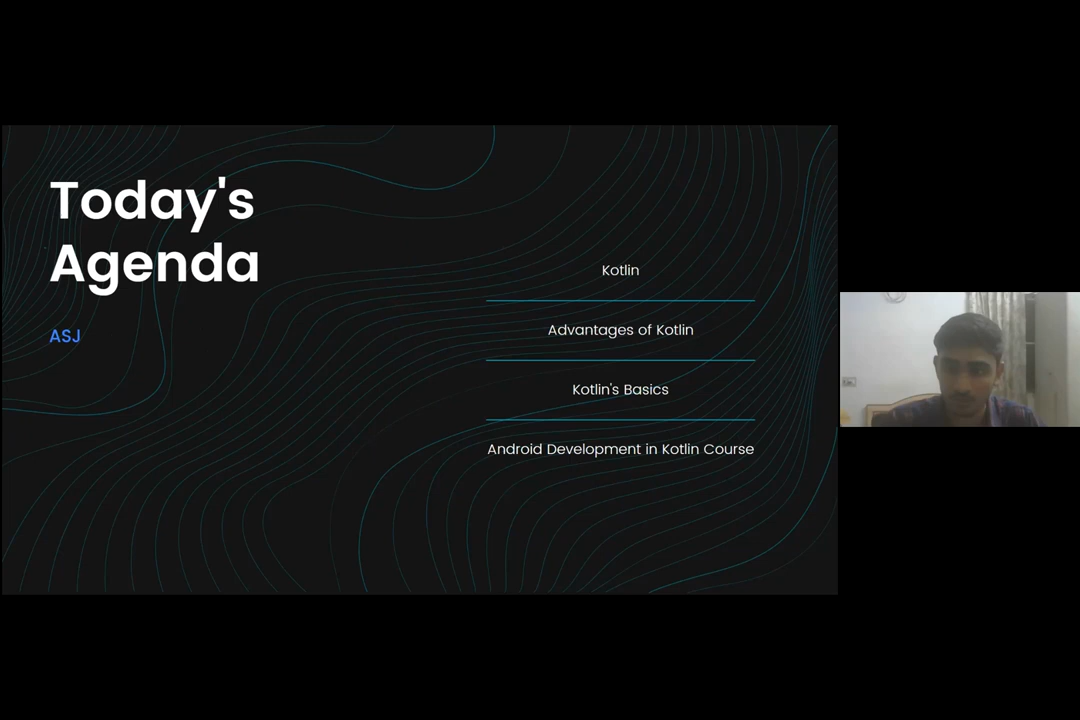 Today's
Agenda
ASJ
Kotlin
Advantages of Kotlin
Kotlin's Basics
Android Development in Kotlin Course